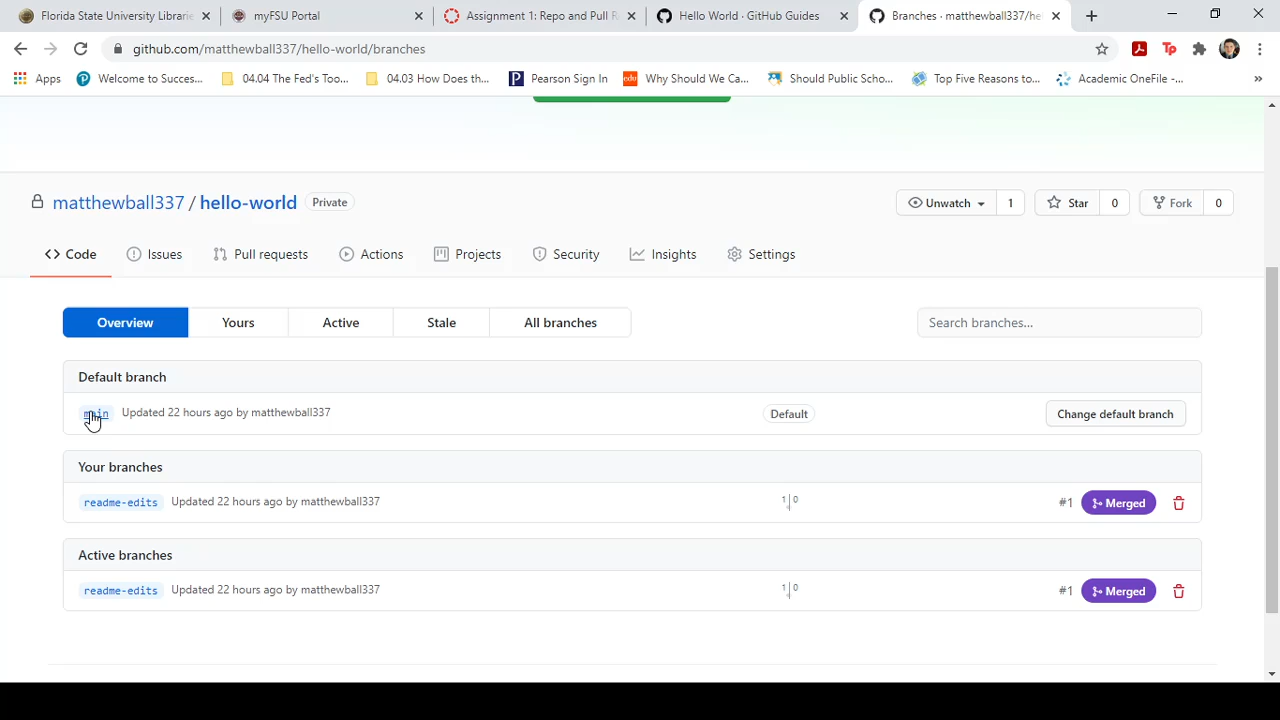 Florida State University Librarie
myFSU Portal
Assignment 1: Repo and Pull R
Hello World · GitHub Guides
Branches · matthewball337/he
github.com/matthewball337/hello-world/branches
Apps
Welcome to Succes...
04.04 The Fed's Too...
04.03 How Does th...
Pearson Sign In
Why Should We Ca...
Should Public Scho...
Top Five Reasons to...
Academic OneFile -...
matthewball337 / hello-world Private
Unwatch 1
Star 0
Fork 0
Code
Issues
Pull requests
Actions
Projects
Security
Insights
Settings
Overview
Yours
Active
Stale
All branches
Search branches...
Default branch
main Updated 22 hours ago by matthewball337 Default Change default branch
Your branches
readme-edits Updated 22 hours ago by matthewball337 1 | 0 #1 Merged
Active branches
readme-edits Updated 22 hours ago by matthewball337 1 | 0 #1 Merged